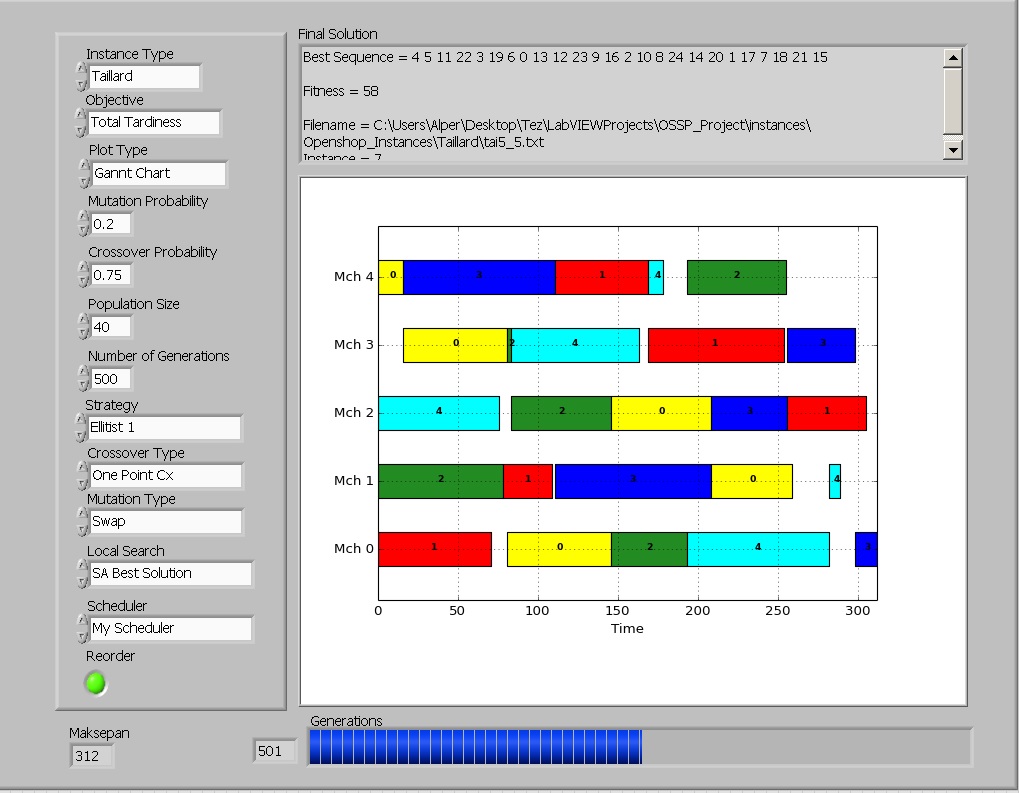 Instance Type
Taillard
Objective
Total Tardiness
Plot Type
Gannt Chart
Mutation Probability
0.2
Crossover Probability
0.75
Population Size
40
Number of Generations
500
Strategy
Ellitist 1
Crossover Type
One Point Cx
Mutation Type
Swap
Local Search
SA Best Solution
Scheduler
My Scheduler
Reorder
Maksepan
312
Final Solution
Best Sequence = 4 5 11 22 3 19 6 0 13 12 23 9 16 2 10 8 24 14 20 1 17 7 18 21 15
Fitness = 58
Filename = C:\Users\Alper\Desktop\Tez\LabVIEWProjects\OSSP_Project\instances\
Openshop_Instances\Taillard\tai5_5.txt
Instance = 7
Mch 4 0 3 1 4 2
Mch 3 0 2 4 1 3
Mch 2 4 2 0 3 1
Mch 1 2 1 3 0 4
Mch 0 1 0 2 4 3
0 50 100 150 200 250 300
Time
Generations
501